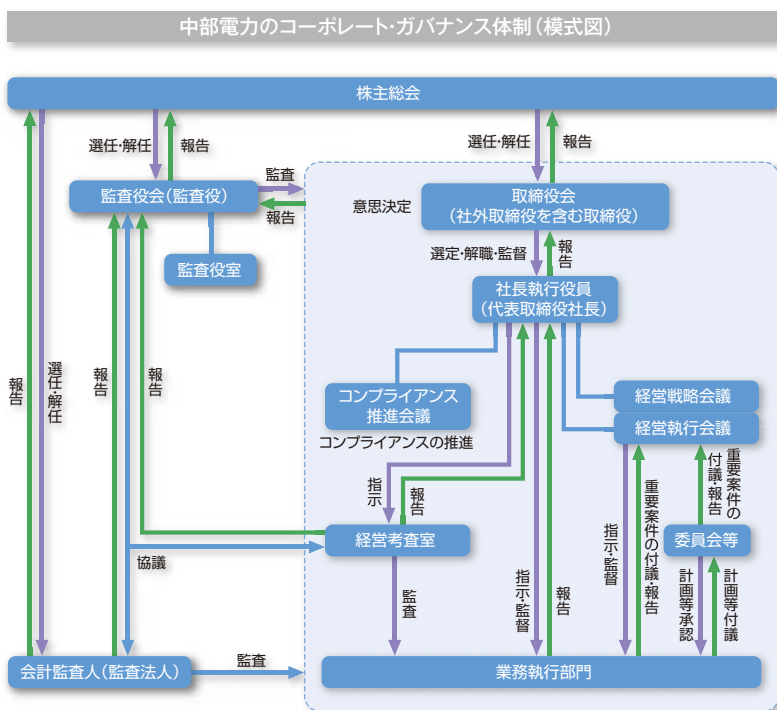 中部電力のコーポレート・ガバナンス体制(模式図)
株主総会
選任・解任
報告
選任・解任
報告
監査役会(監査役)
監査
報告
意思決定
取締役会
(社外取締役を含む取締役)
監査役室
選定・解職・監督
報告
社長執行役員
(代表取締役社長)
報告
選任・解任
報告
報告
コンプライアンス
推進会議
コンプライアンスの推進
経営戦略会議
経営執行会議
指示
報告
重要案件の
付議・報告
経営考査室
協議
監査
指示・監督
報告
指示・監督
重要案件の付議・報告
委員会等
計画等承認
計画等付議
会計監査人(監査法人)
監査
業務執行部門